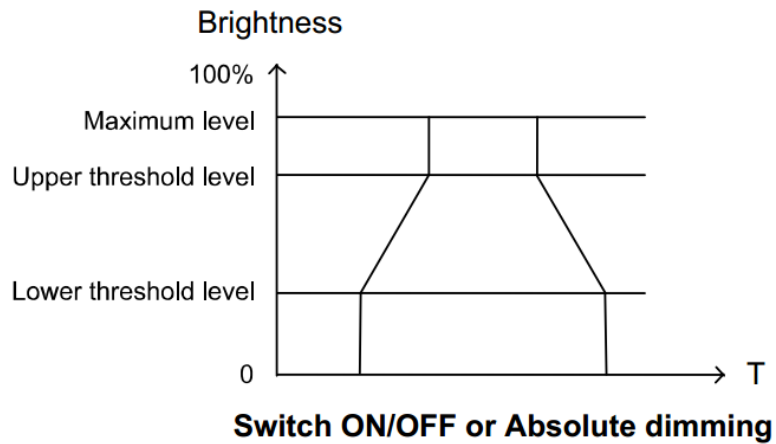 Brightness
100%
Maximum level
Upper threshold level
Lower threshold level
0
T
Switch ON/OFF or Absolute dimming